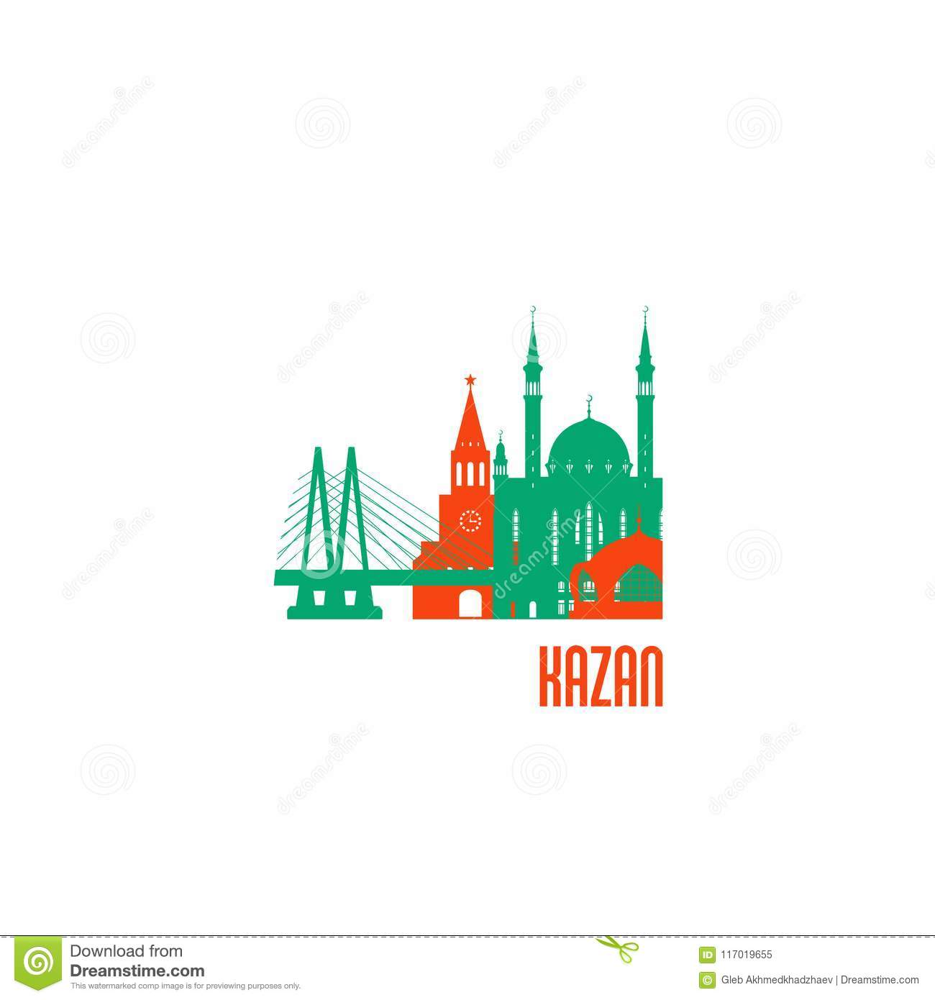 KAZAN
dreamstime
Download from
Dreamstime.com
This watermarked comp image is for previewing purposes only.
ID 117019655
© Gleb Akhmedkhadzhaev | Dreamstime.com